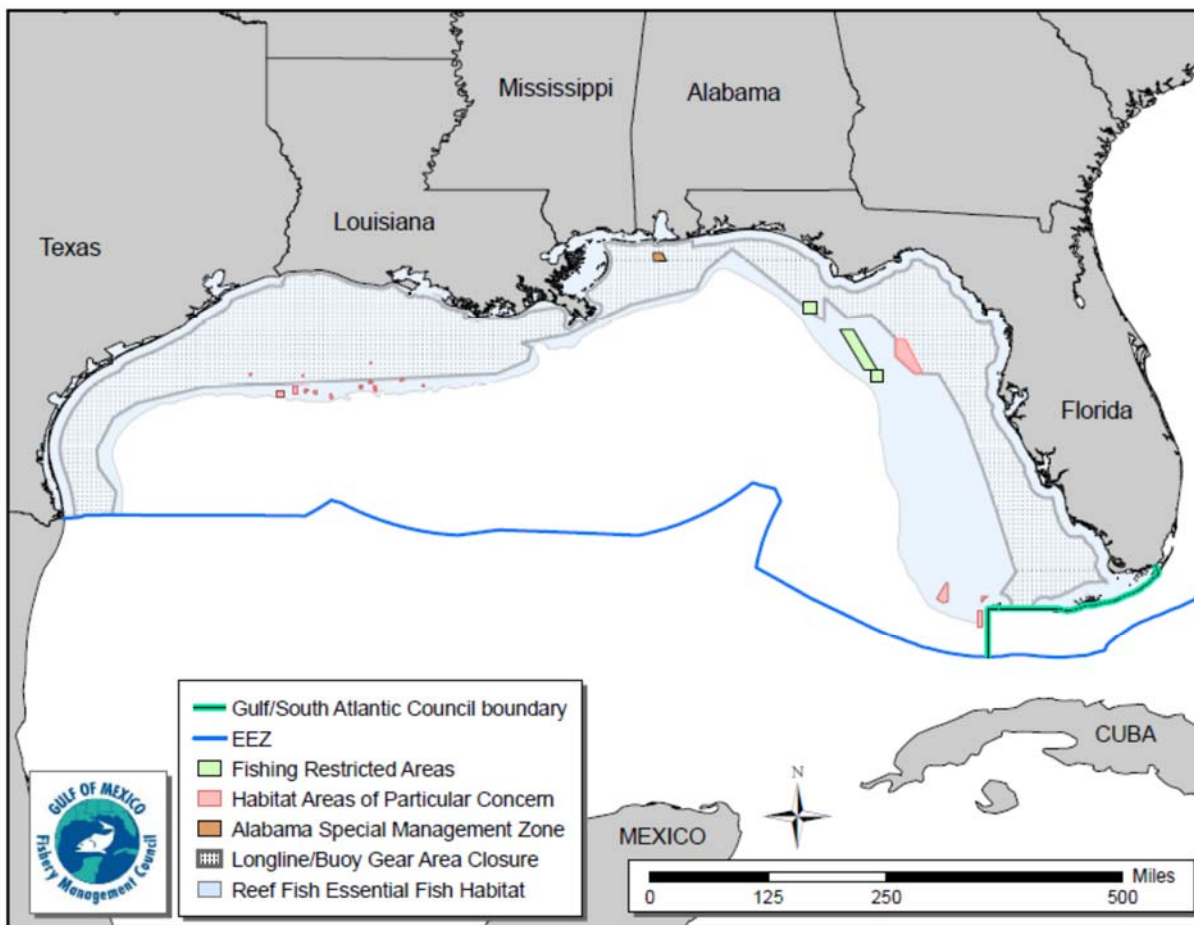 Mississippi
Alabama
Louisiana
Texas
Florida
Gulf/South Atlantic Council boundary
EEZ
Fishing Restricted Areas
Habitat Areas of Particular Concern
Alabama Special Management Zone
Longline/Buoy Gear Area Closure
Reef Fish Essential Fish Habitat
GULF OF MEXICO
Fishery Management Council
N
CUBA
MEXICO
Miles
0 125 250 500